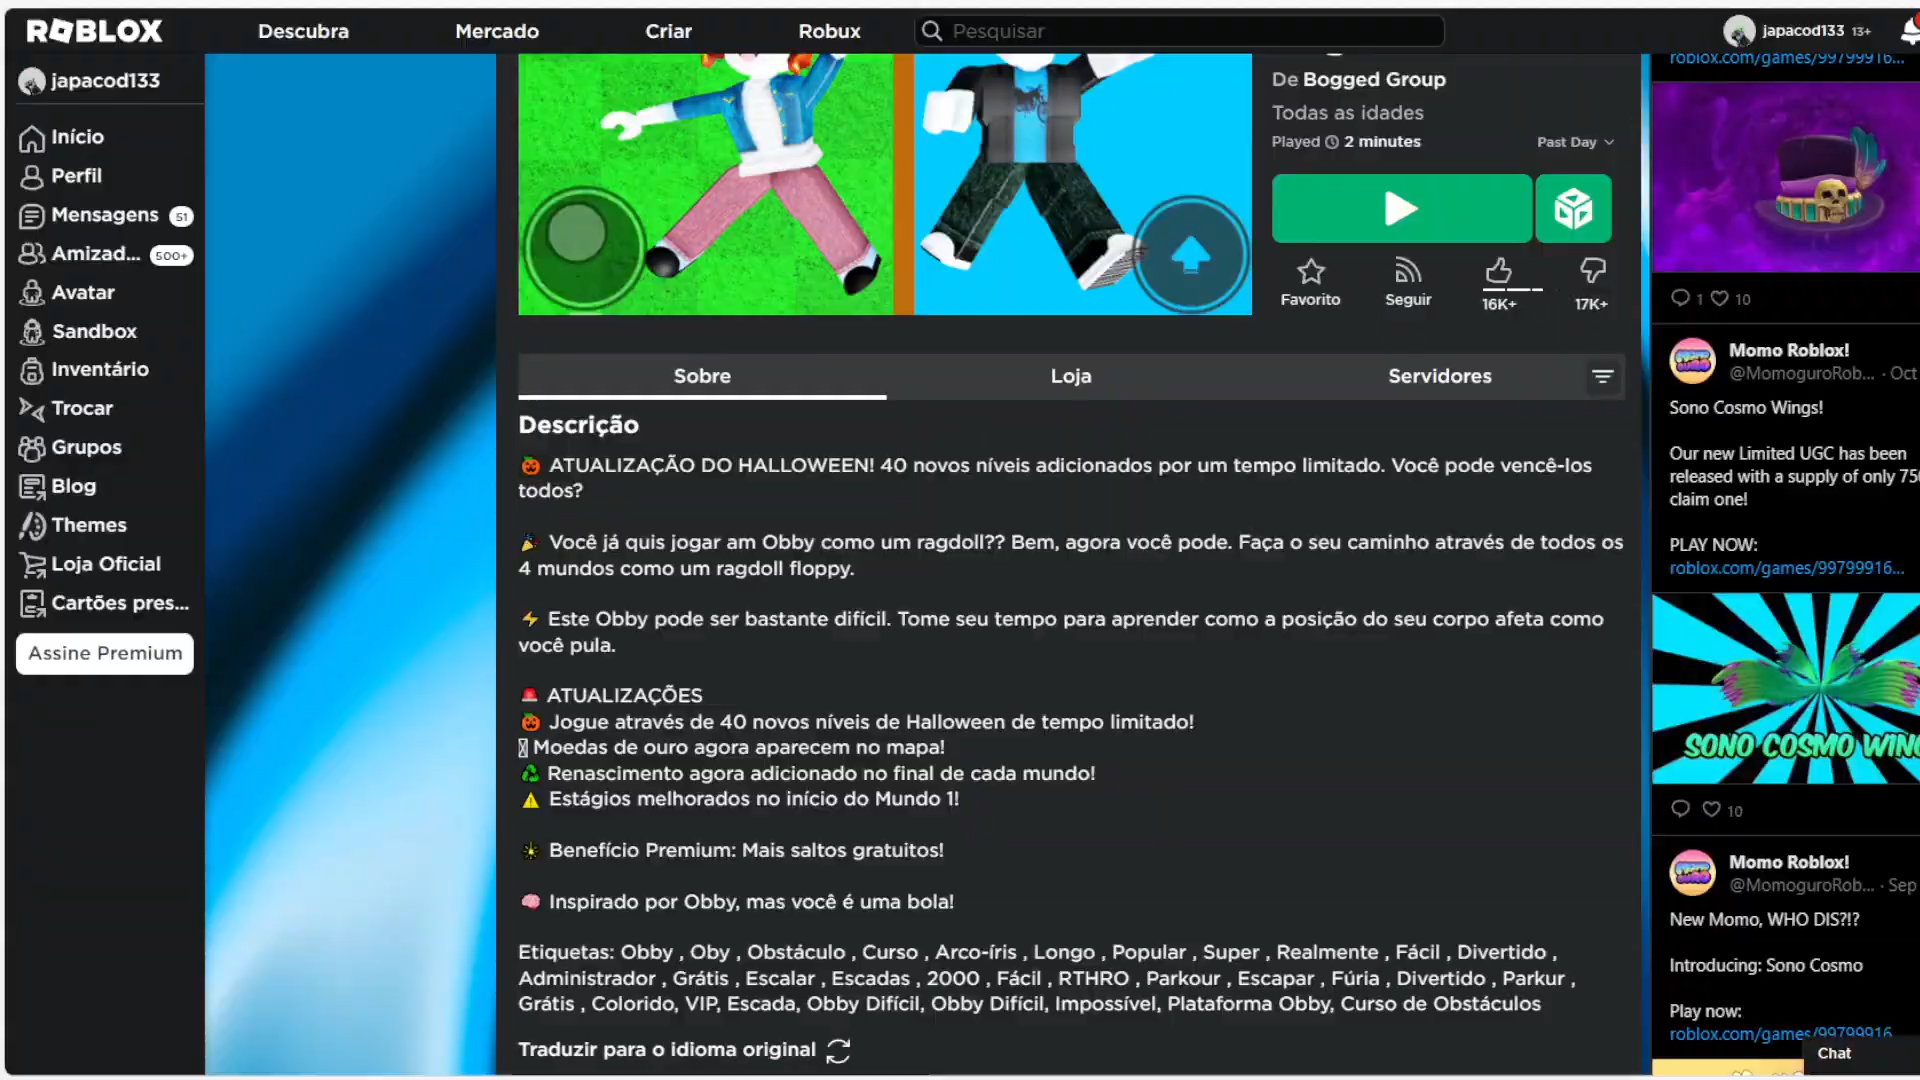 ROBLOX
Descubra
Mercado
Criar
Robux
Pesquisar
japacod133 13+
japacod133
Início
Perfil
Mensagens 51
Amizad... 500+
Avatar
Sandbox
Inventário
Trocar
Grupos
Blog
Themes
Loja Oficial
Cartões pres...
Assine Premium
De Bogged Group
Todas as idades
Played 2 minutes
Past Day
Favorito
Seguir
16K+
17K+
Sobre
Loja
Servidores
Descrição
🎃 ATUALIZAÇÃO DO HALLOWEEN! 40 novos níveis adicionados por um tempo limitado. Você pode vencê-los
todos?
🎉 Você já quis jogar am Obby como um ragdoll?? Bem, agora você pode. Faça o seu caminho através de todos os
4 mundos como um ragdoll floppy.
⚡ Este Obby pode ser bastante difícil. Tome seu tempo para aprender como a posição do seu corpo afeta como
você pula.
🚨 ATUALIZAÇÕES
🎃 Jogue através de 40 novos níveis de Halloween de tempo limitado!
Moedas de ouro agora aparecem no mapa!
♻️ Renascimento agora adicionado no final de cada mundo!
⚠️ Estágios melhorados no início do Mundo 1!
🌟 Benefício Premium: Mais saltos gratuitos!
🧠 Inspirado por Obby, mas você é uma bola!
Etiquetas: Obby , Oby , Obstáculo , Curso , Arco-íris , Longo , Popular , Super , Realmente , Fácil , Divertido ,
Administrador , Grátis , Escalar , Escadas , 2000 , Fácil , RTHRO , Parkour , Escapar , Fúria , Divertido , Parkur ,
Grátis , Colorido, VIP, Escada, Obby Difícil, Obby Difícil, Impossível, Plataforma Obby, Curso de Obstáculos
Traduzir para o idioma original
roblox.com/games/99799916...
1 10
Momo Roblox!
@MomoguroRob... · Oct
Sono Cosmo Wings!
Our new Limited UGC has been
released with a supply of only 75
claim one!
PLAY NOW:
roblox.com/games/99799916...
SONO COSMO WING
10
Momo Roblox!
@MomoguroRob... · Sep
New Momo, WHO DIS?!?
Introducing: Sono Cosmo
Play now:
roblox.com/games/99799916
Chat